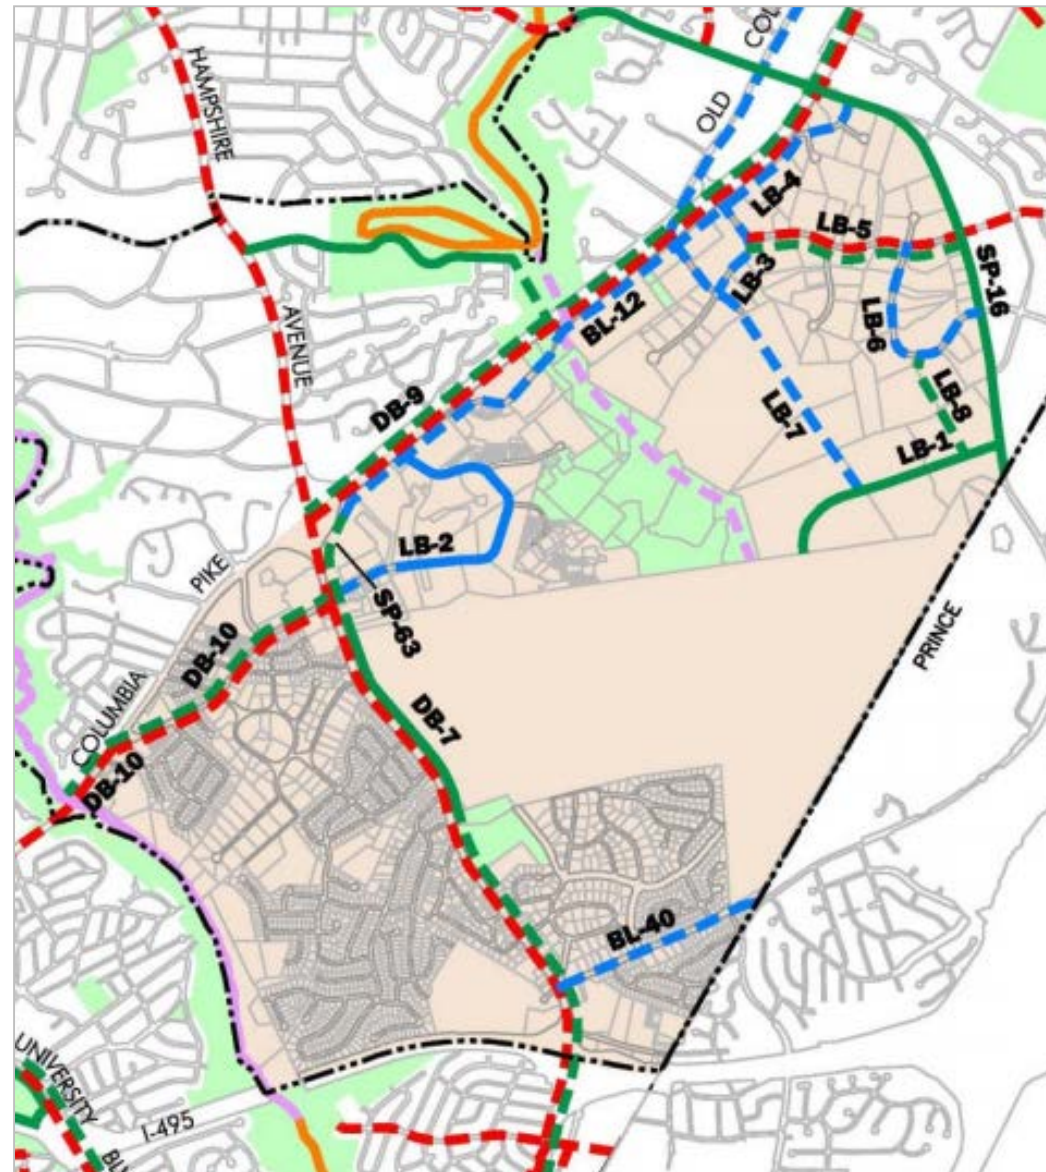 COL
HAMPSHIRE
OLD
LB-4
LB-5
SP-16
LB-3
BL-12
LB-6
AVENUE
DB-9
LB-7
LB-8
LB-1
LB-2
PIKE
SP-63
PRINCE
DB-10
COLUMBIA
DB-7
DB-10
BL-40
UNIVERSITY
I-495